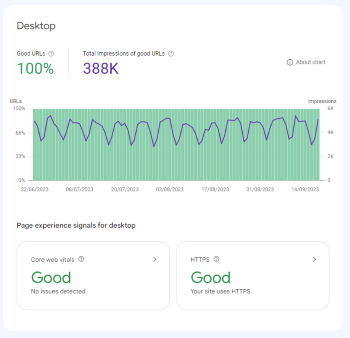 Desktop
Good URLs
Total impressions of good URLs
100%
388K
About chart
URLs
Impressions
100%
6K
66%
4K
33%
2K
0%
0
22/06/2023 06/07/2023 20/07/2023 03/08/2023 17/08/2023 31/08/2023 14/09/2023
Page experience signals for desktop
Core web vitals
Good
No issues detected
HTTPS
Good
Your site uses HTTPS.